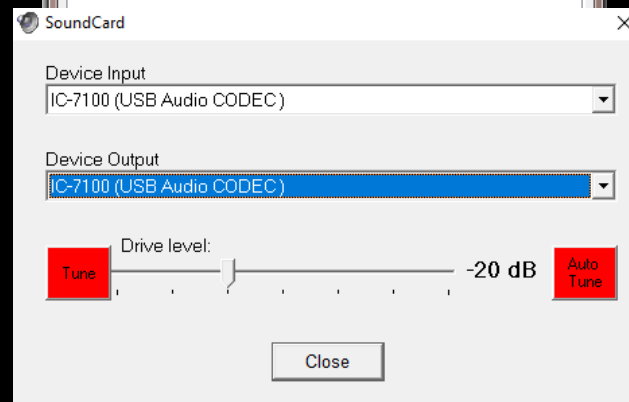 SoundCard
Device Input
IC-7100 (USB Audio CODEC )
Device Output
IC-7100 (USB Audio CODEC )
Drive level:
Tune
-20 dB
Auto
Tune
Close